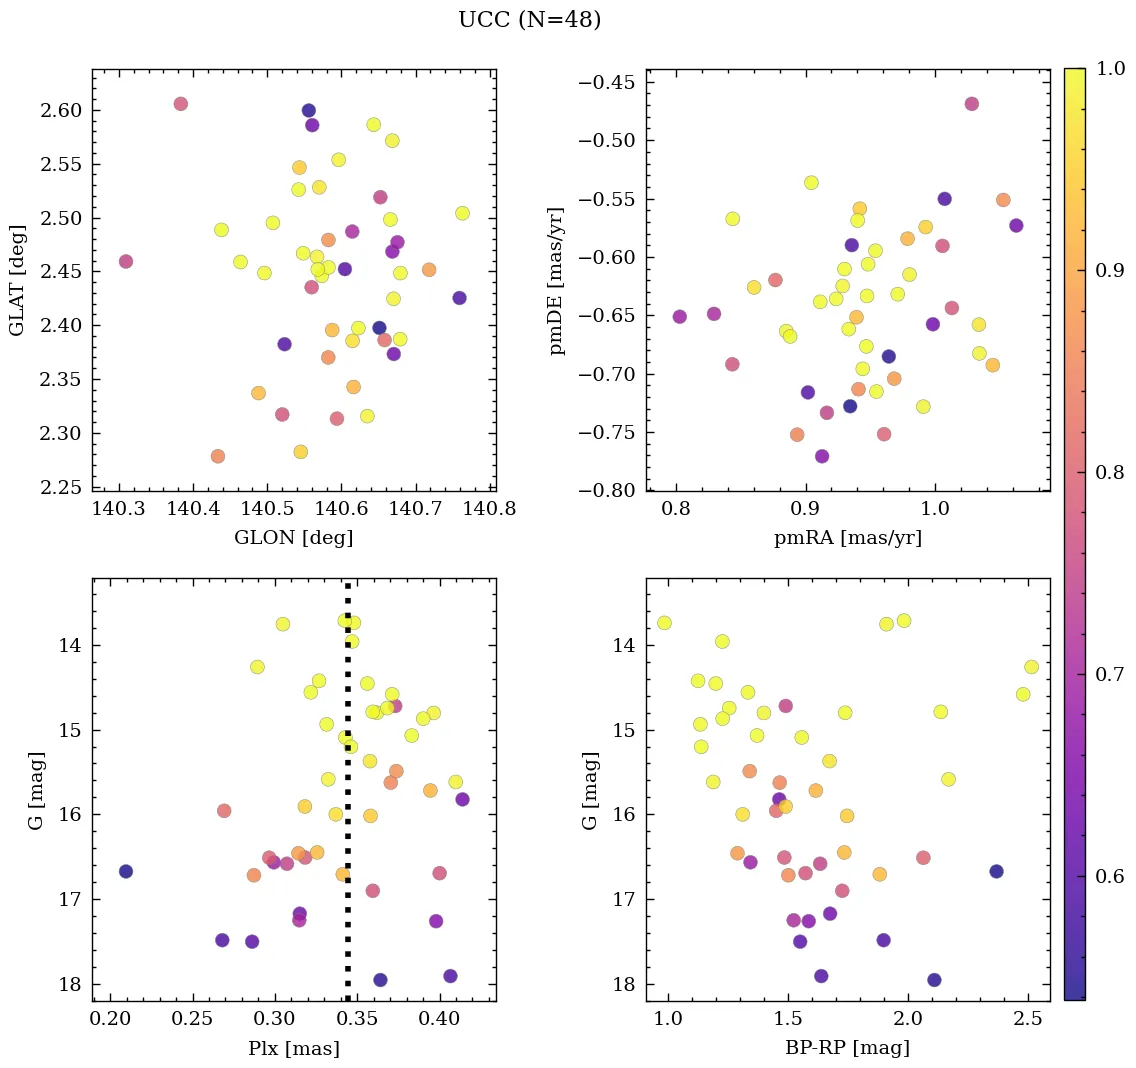 UCC (N=48)
2.60
2.55
2.50
2.45
2.40
2.35
2.30
2.25
GLAT [deg]
140.3 140.4 140.5 140.6 140.7 140.8
GLON [deg]
−0.45
−0.50
−0.55
−0.60
−0.65
−0.70
−0.75
−0.80
pmDE [mas/yr]
0.8 0.9 1.0
pmRA [mas/yr]
14
15
16
17
18
G [mag]
0.20 0.25 0.30 0.35 0.40
Plx [mas]
14
15
16
17
18
G [mag]
1.0 1.5 2.0 2.5
BP-RP [mag]
1.0
0.9
0.8
0.7
0.6